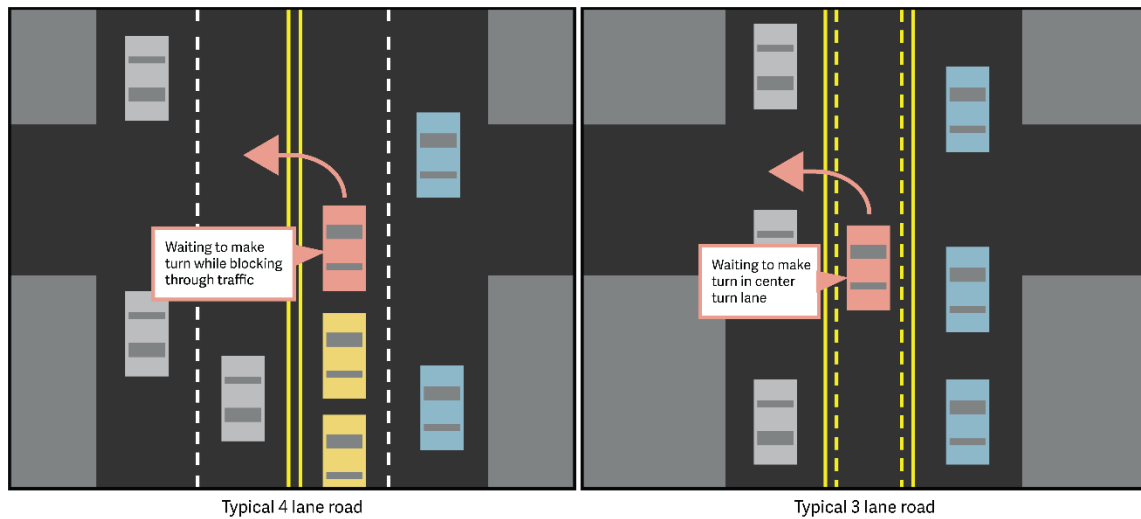 Waiting to make
turn while blocking
through traffic
Waiting to make
turn in center
turn lane
Typical 4 lane road
Typical 3 lane road